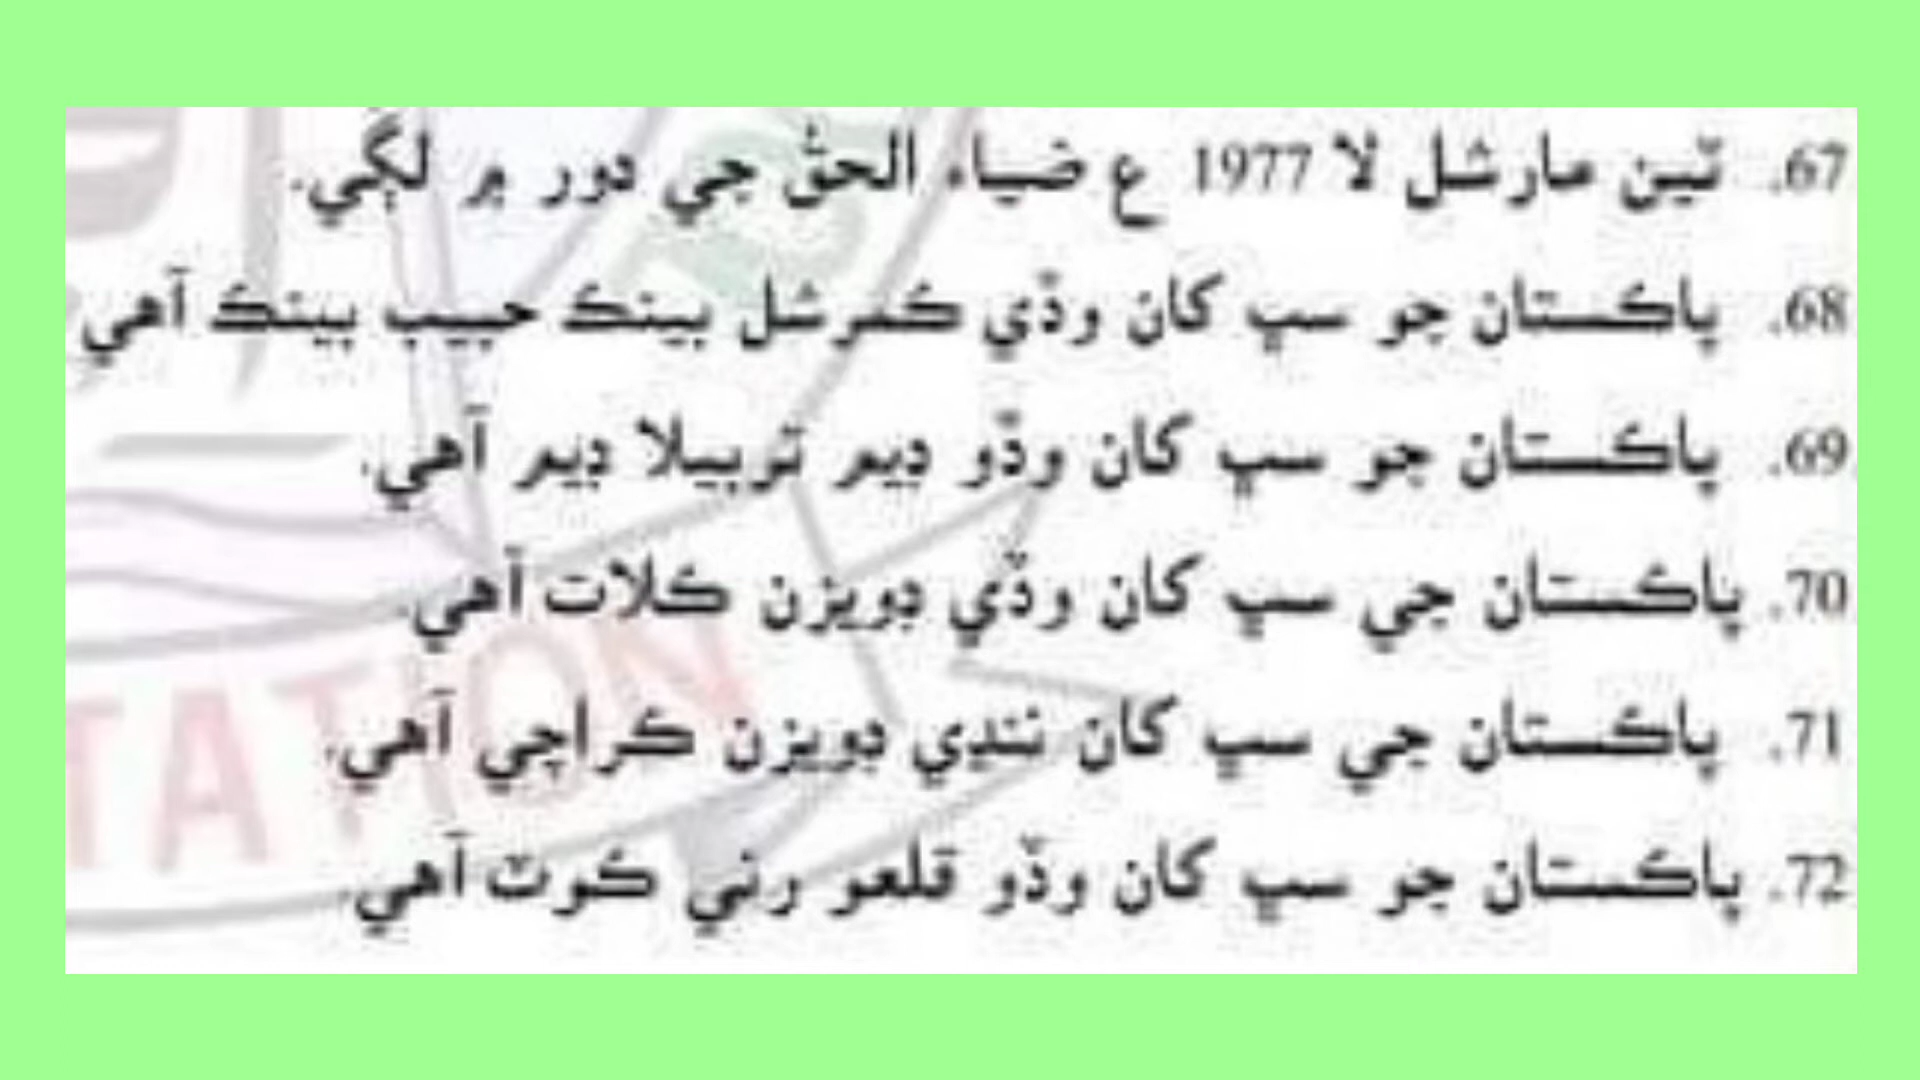 67. ٽين مارشل لا 1977 ع ضياء الحق جي دور ۾ لڳي.
68. پاڪستان جو سڀ کان وڏي ڪمرشل بينڪ حبيب بينڪ آهي
69. پاڪستان جو سڀ کان وڏو ڊيم تربيلا ڊيم آهي.
70. پاڪستان جي سڀ کان وڏي ڊويزن ڪلات آهي.
71. پاڪستان جي سڀ کان ننڍي ڊويزن ڪراچي آهي.
72. پاڪستان جو سڀ کان وڏو قلعو رني ڪوٽ آهي.
TATION